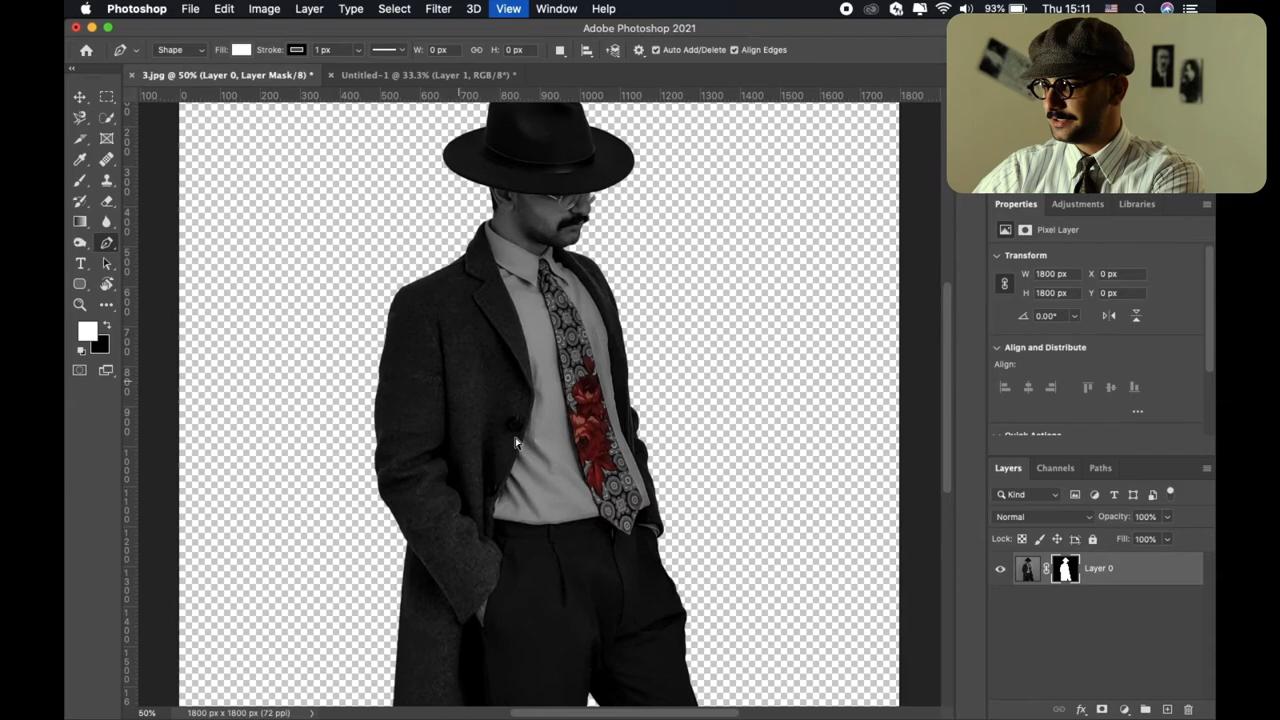 Photoshop File Edit Image Layer Type Select Filter 3D View Window Help 93% Thu 15:11
Adobe Photoshop 2021
Shape Fill: Stroke: 1 px W: 0 px H: 0 px Auto Add/Delete Align Edges
3.jpg @ 50% (Layer 0, Layer Mask/8) * Untitled-1 @ 33.3% (Layer 1, RGB/8*) *
100 0 100 200 300 400 500 600 700 800 900 1000 1100 1200 1300 1400 1500 1600 1700 1800
Properties Adjustments Libraries
Pixel Layer
Transform
W 1800 px X 0 px
H 1800 px Y 0 px
0.00°
Align and Distribute
Align:
Layers Channels Paths
Kind
Normal Opacity: 100%
Lock: Fill: 100%
Layer 0
50% 1800 px x 1800 px (72 ppi)